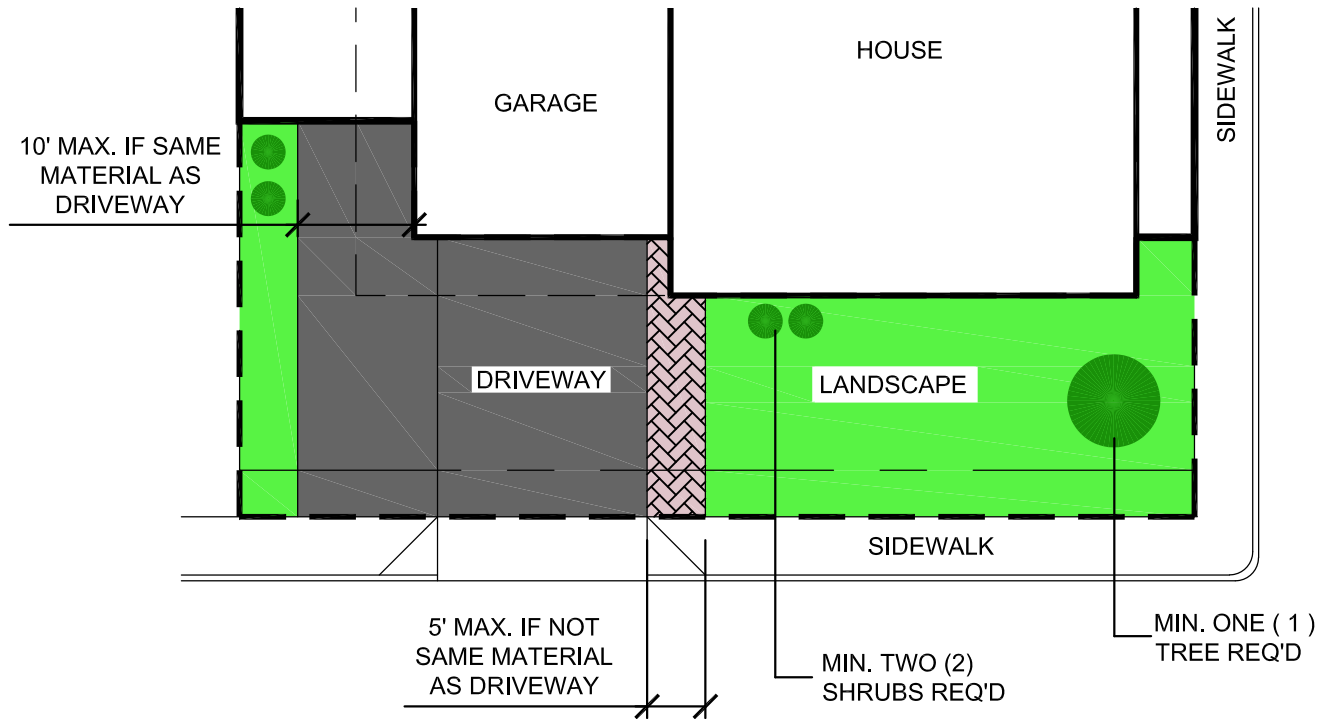 HOUSE
SIDEWALK
GARAGE
10' MAX. IF SAME
MATERIAL AS
DRIVEWAY
DRIVEWAY
LANDSCAPE
SIDEWALK
5' MAX. IF NOT
SAME MATERIAL
AS DRIVEWAY
MIN. TWO (2)
SHRUBS REQ'D
MIN. ONE ( 1 )
TREE REQ'D